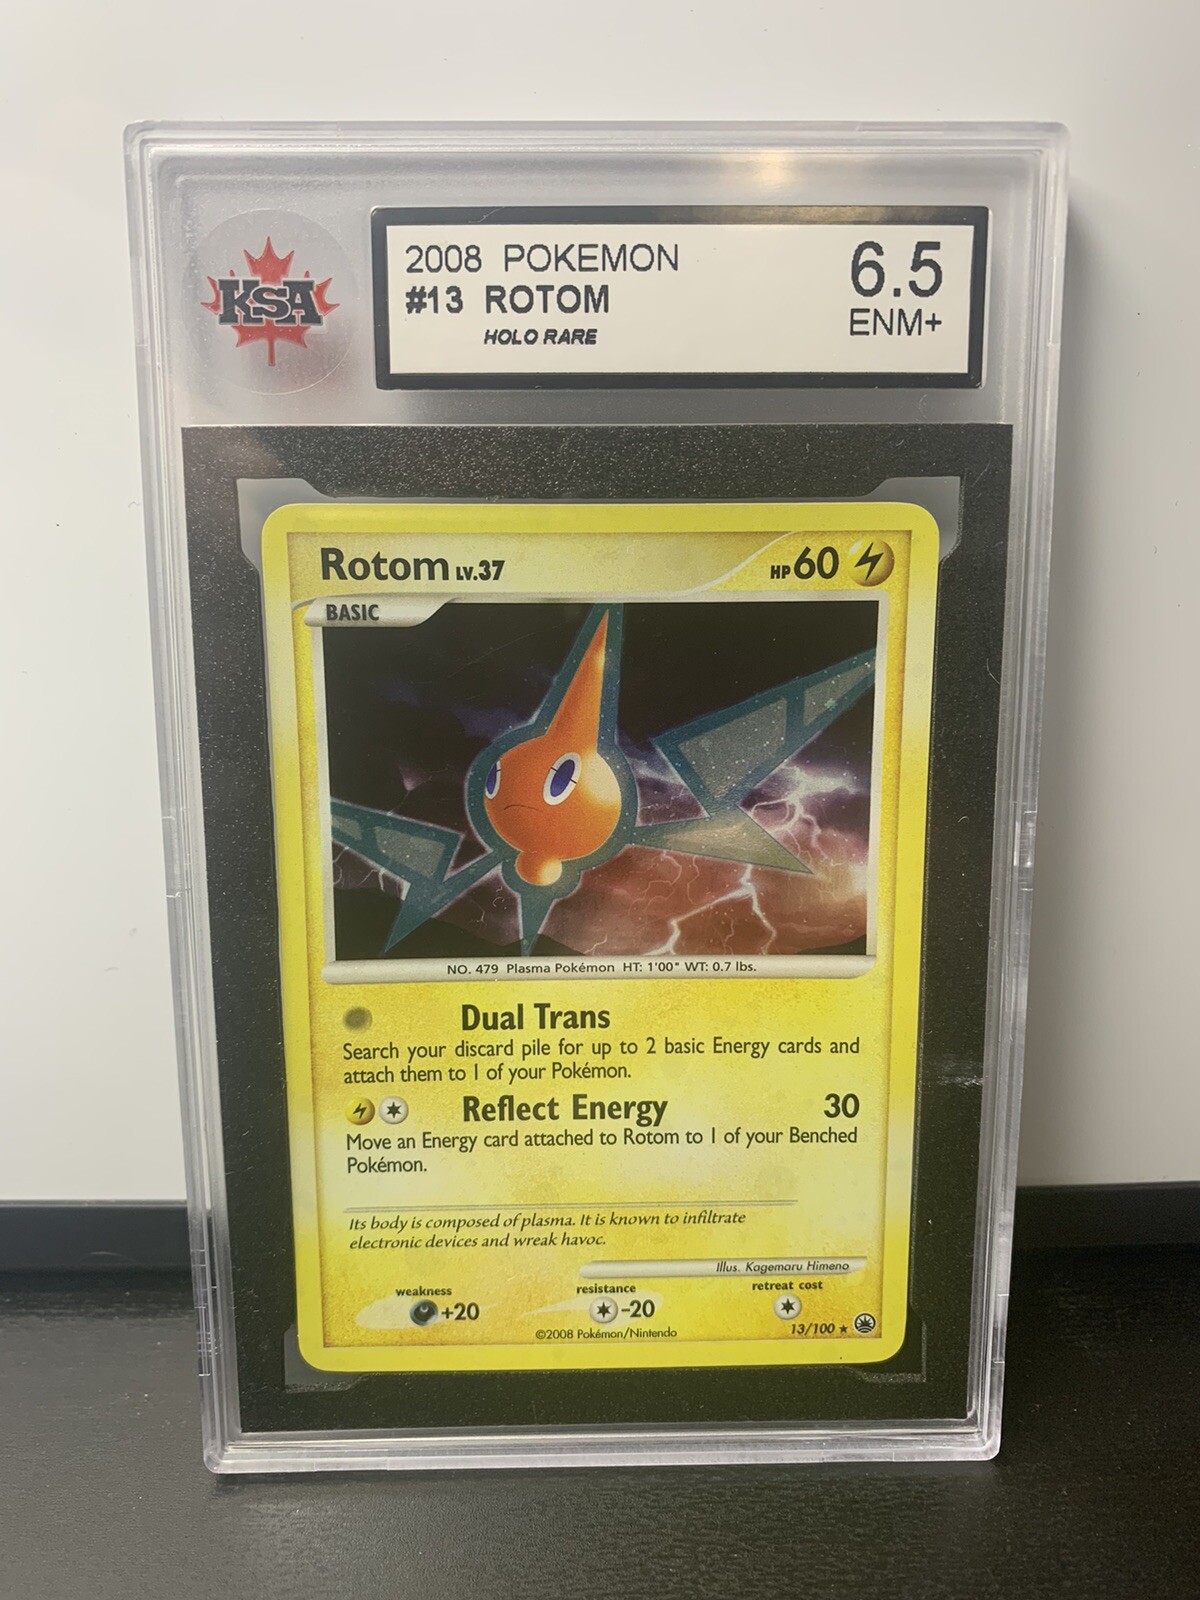 KSA
2008 POKEMON
#13 ROTOM
HOLO RARE
6.5
ENM+
Rotom LV.37
HP 60
BASIC
NO. 479 Plasma Pokémon HT: 1'00" WT: 0.7 lbs.
Dual Trans
Search your discard pile for up to 2 basic Energy cards and
attach them to 1 of your Pokémon.
Reflect Energy 30
Move an Energy card attached to Rotom to 1 of your Benched
Pokémon.
Its body is composed of plasma. It is known to infiltrate
electronic devices and wreak havoc.
Illus. Kagemaru Himeno
weakness resistance retreat cost
+20 -20
©2008 Pokémon/Nintendo 13/100 ★